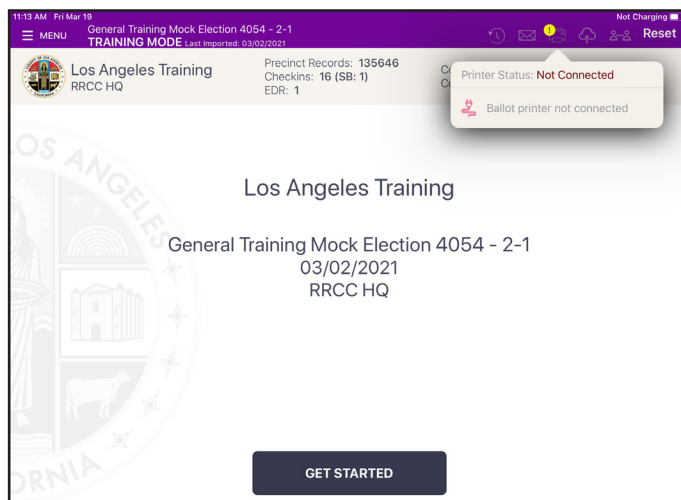 11:13 AM Fri Mar 19
Not Charging
MENU
General Training Mock Election 4054 - 2-1
TRAINING MODE Last Imported: 03/02/2021
Reset
Los Angeles Training
RRCC HQ
Precinct Records: 135646
Checkins: 16 (SB: 1)
EDR: 1
Printer Status: Not Connected
Ballot printer not connected
Los Angeles Training
General Training Mock Election 4054 - 2-1
03/02/2021
RRCC HQ
GET STARTED
OS ANGELES
ORNIA